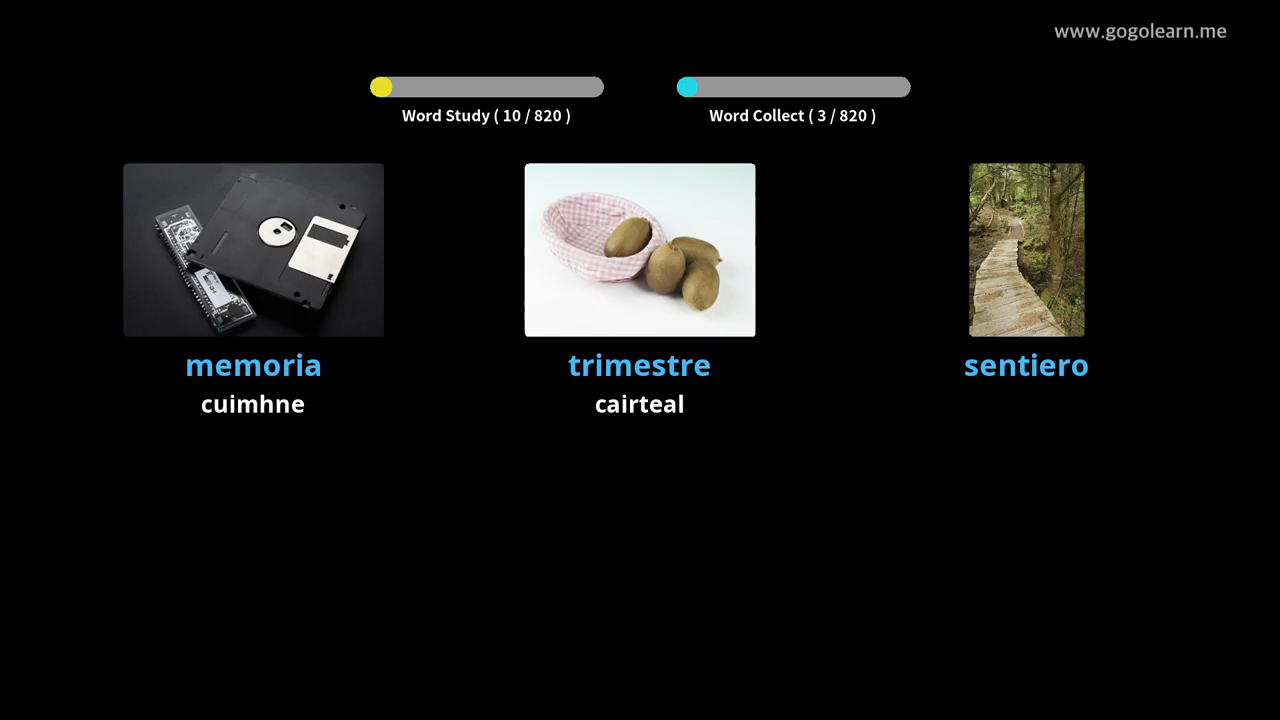 www.gogolearn.me
Word Study ( 10 / 820 )
Word Collect ( 3 / 820 )
memoria
cuimhne
trimestre
cairteal
sentiero